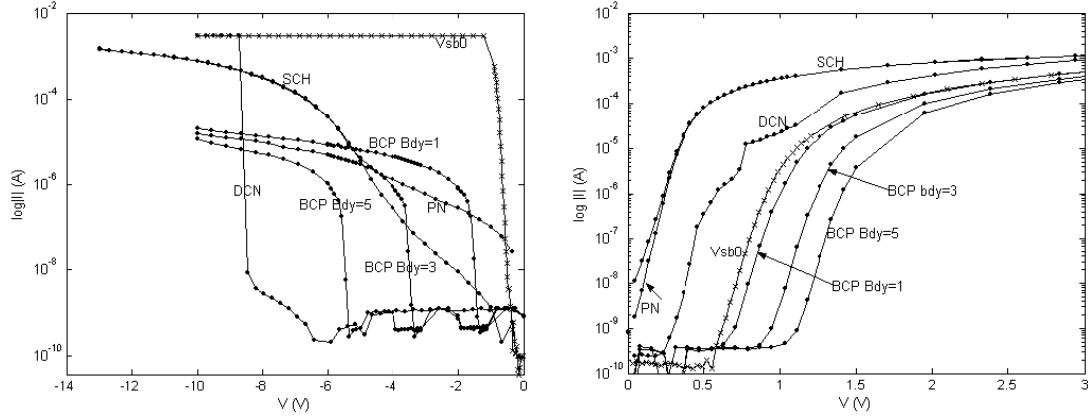 10^-2
10^-4
10^-6
10^-8
10^-10
log|I| (A)
-14 -12 -10 -8 -6 -4 -2 0
V (V)
Vsb0
SCH
BCP Bdy=1
DCN
BCP Bdy=5
PN
BCP Bdy=3
10^-2
10^-3
10^-4
10^-5
10^-6
10^-7
10^-8
10^-9
10^-10
log |I| (A)
0 0.5 1 1.5 2 2.5 3
V (V)
SCH
DCN
BCP bdy=3
BCP Bdy=5
Vsb0
BCP Bdy=1
PN